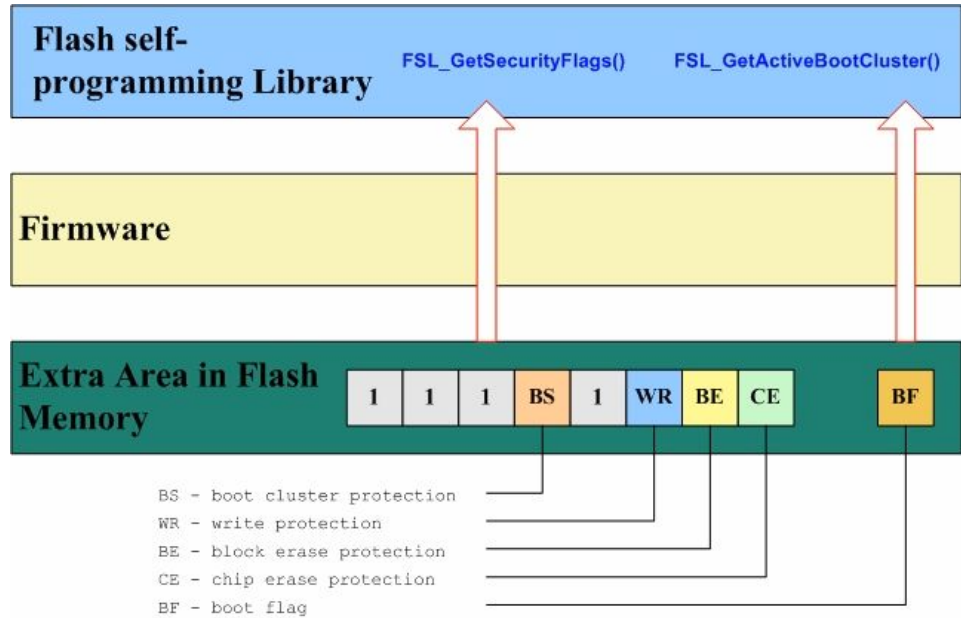 Flash self-
programming Library
FSL_GetSecurityFlags()
FSL_GetActiveBootCluster()
Firmware
Extra Area in Flash
Memory
1 1 1 BS 1 WR BE CE BF
BS - boot cluster protection
WR - write protection
BE - block erase protection
CE - chip erase protection
BF - boot flag